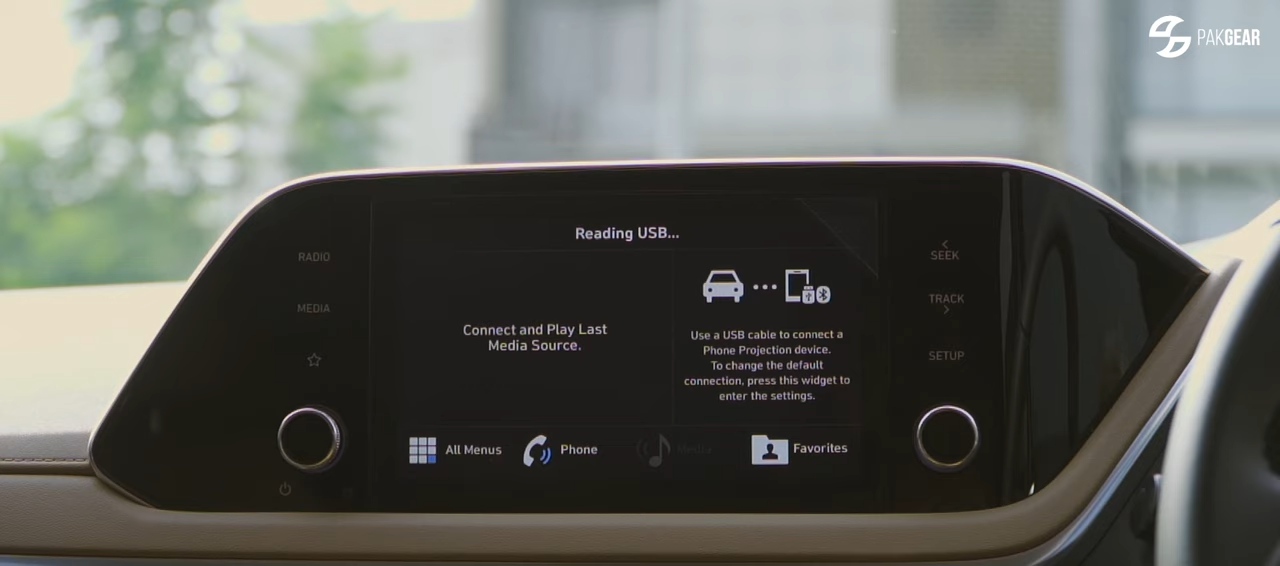 PAKGEAR
Reading USB...
RADIO
MEDIA
Connect and Play Last
Media Source.
Use a USB cable to connect a
Phone Projection device.
To change the default
connection, press this widget to
enter the settings.
SEEK
TRACK
SETUP
All Menus
Phone
Media
Favorites